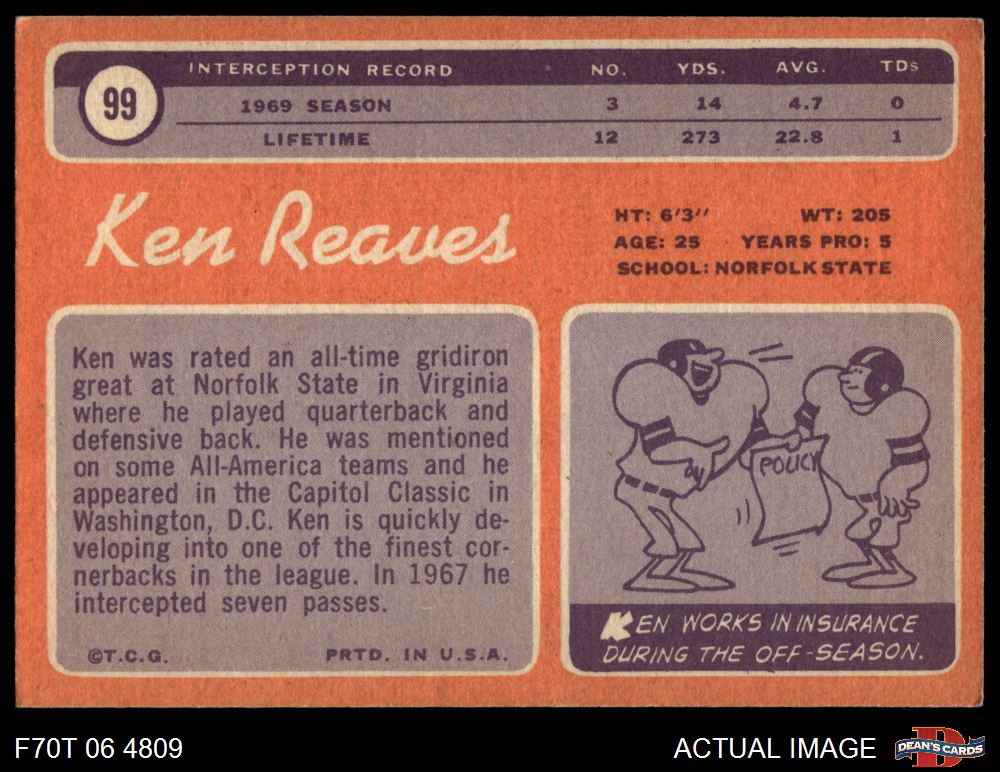 99
INTERCEPTION RECORD NO. YDS. AVG. TDs
1969 SEASON 3 14 4.7 0
LIFETIME 12 273 22.8 1
Ken Reaves
HT: 6'3'' WT: 205
AGE: 25 YEARS PRO: 5
SCHOOL: NORFOLK STATE
Ken was rated an all-time gridiron
great at Norfolk State in Virginia
where he played quarterback and
defensive back. He was mentioned
on some All-America teams and he
appeared in the Capitol Classic in
Washington, D.C. Ken is quickly de-
veloping into one of the finest cor-
nerbacks in the league. In 1967 he
intercepted seven passes.
©T.C.G. PRTD. IN U.S.A.
POLICY
KEN WORKS IN INSURANCE
DURING THE OFF-SEASON.
F70T 06 4809
ACTUAL IMAGE
D
DEAN'S CARDS